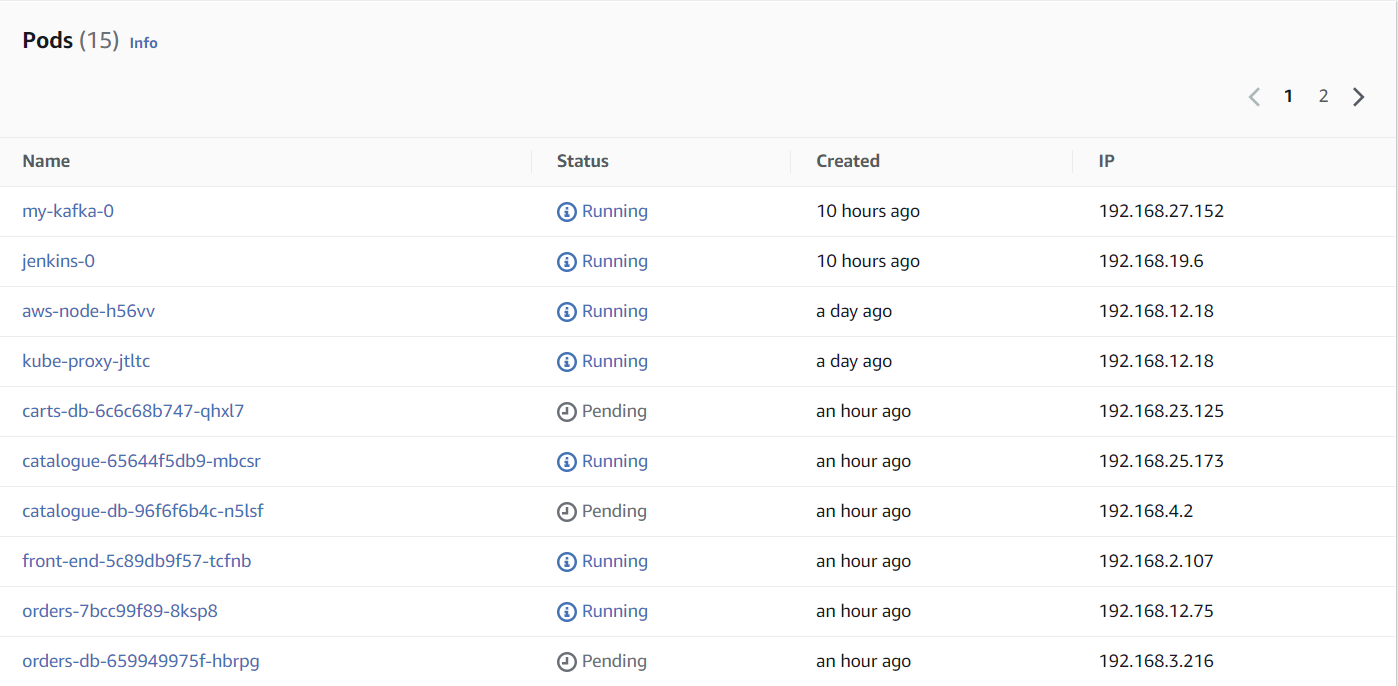 Pods (15) Info
1 2
Name Status Created IP
my-kafka-0 Running 10 hours ago 192.168.27.152
jenkins-0 Running 10 hours ago 192.168.19.6
aws-node-h56vv Running a day ago 192.168.12.18
kube-proxy-jtltc Running a day ago 192.168.12.18
carts-db-6c6c68b747-qhxl7 Pending an hour ago 192.168.23.125
catalogue-65644f5db9-mbcsr Running an hour ago 192.168.25.173
catalogue-db-96f6f6b4c-n5lsf Pending an hour ago 192.168.4.2
front-end-5c89db9f57-tcfnb Running an hour ago 192.168.2.107
orders-7bcc99f89-8ksp8 Running an hour ago 192.168.12.75
orders-db-659949975f-hbrpg Pending an hour ago 192.168.3.216